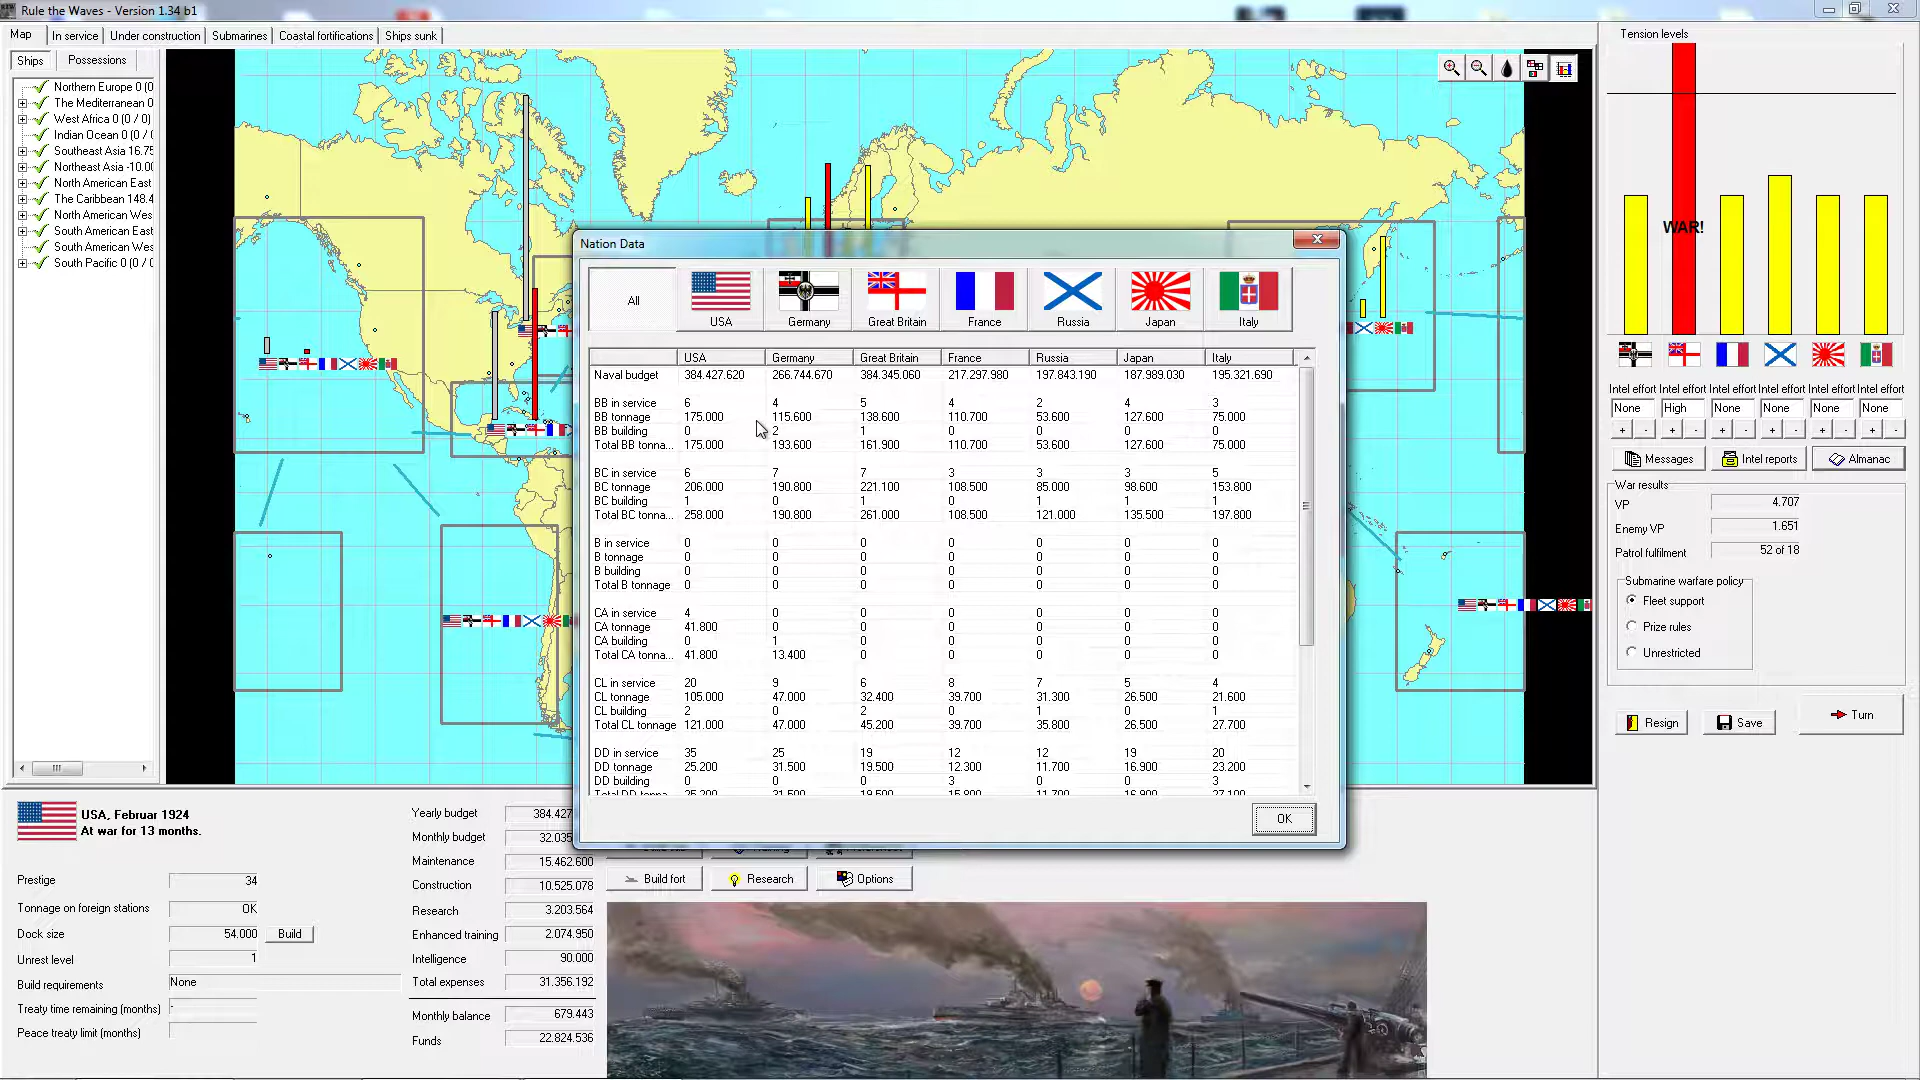 Rule the Waves - Version 1.34 b1
Map
In service
Under construction
Submarines
Coastal fortifications
Ships sunk
Ships
Possessions
Northern Europe 0 (0
The Mediterranean 0
West Africa 0 (0 / 0)
Indian Ocean 0 (0 / 0
Southeast Asia 16.75
Northeast Asia -10.00
North American East
The Caribbean 148.4
North American Wes
South American East
South American Wes
South Pacific 0 (0 / 0
Nation Data
All
USA Germany Great Britain France Russia Japan Italy
USA Germany Great Britain France Russia Japan Italy
Naval budget 384.427.620 266.744.670 384.345.060 217.297.980 197.843.190 187.989.030 195.321.690
BB in service 6 4 5 4 2 4 3
BB tonnage 175.000 115.600 138.600 110.700 53.600 127.600 75.000
BB building 0 2 1 0 0 0 0
Total BB tonna... 175.000 193.600 161.900 110.700 53.600 127.600 75.000
BC in service 6 7 7 3 3 3 5
BC tonnage 206.000 190.800 221.100 108.500 85.000 98.600 153.800
BC building 1 0 1 0 1 1 1
Total BC tonna... 258.000 190.800 261.000 108.500 121.000 135.500 197.800
B in service 0 0 0 0 0 0 0
B tonnage 0 0 0 0 0 0 0
B building 0 0 0 0 0 0 0
Total B tonnage 0 0 0 0 0 0 0
CA in service 4 0 0 0 0 0 0
CA tonnage 41.800 0 0 0 0 0 0
CA building 0 1 0 0 0 0 0
Total CA tonna... 41.800 13.400 0 0 0 0 0
CL in service 20 9 6 8 7 5 4
CL tonnage 105.000 47.000 32.400 39.700 31.300 26.500 21.600
CL building 2 0 2 0 1 0 1
Total CL tonnage 121.000 47.000 45.200 39.700 35.800 26.500 27.700
DD in service 35 25 19 12 12 19 20
DD tonnage 25.200 31.500 19.500 12.300 11.700 16.900 23.200
DD building 0 0 0 3 0 0 3
Total DD tonna... 25.200 31.500 19.500 15.800 11.700 16.900 27.100
OK
Tension levels
WAR!
Intel effort Intel effort Intel effort Intel effort Intel effort Intel effort
None High None None None None
+ - + - + - + - + - + -
Messages
Intel reports
Almanac
War results
VP 4.707
Enemy VP 1.651
Patrol fulfilment 52 of 18
Submarine warfare policy
Fleet support
Prize rules
Unrestricted
Resign
Save
Turn
USA, Februar 1924
At war for 13 months.
Prestige 34
Tonnage on foreign stations OK
Dock size 54.000 Build
Unrest level 1
Build requirements None
Treaty time remaining (months) -
Peace treaty limit (months)
Yearly budget 384.427
Monthly budget 32.035
Maintenance 15.462.600
Construction 10.525.078
Research 3.203.564
Enhanced training 2.074.950
Intelligence 90.000
Total expenses 31.356.192
Monthly balance 679.443
Funds 22.824.536
Build fort
Research
Options